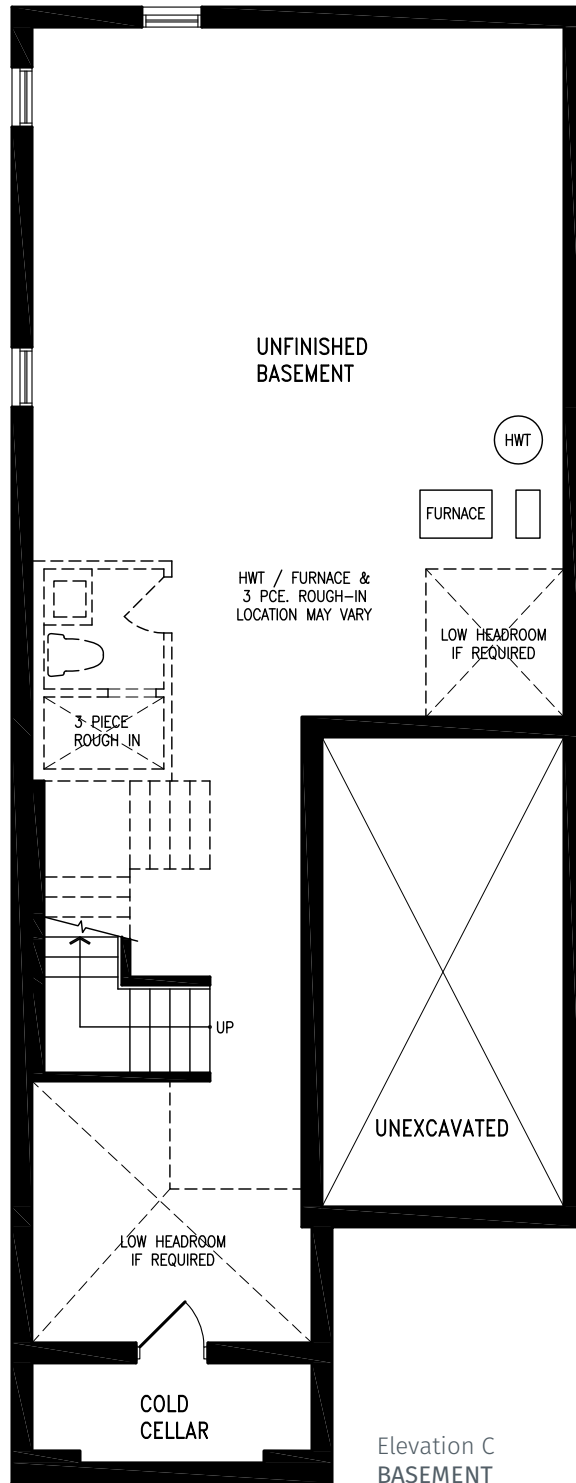 UNFINISHED
BASEMENT
HWT
FURNACE
HWT / FURNACE &
3 PCE. ROUGH-IN
LOCATION MAY VARY
LOW HEADROOM
IF REQUIRED
3 PIECE
ROUGH IN
UP
UNEXCAVATED
LOW HEADROOM
IF REQUIRED
COLD
CELLAR
Elevation C
BASEMENT